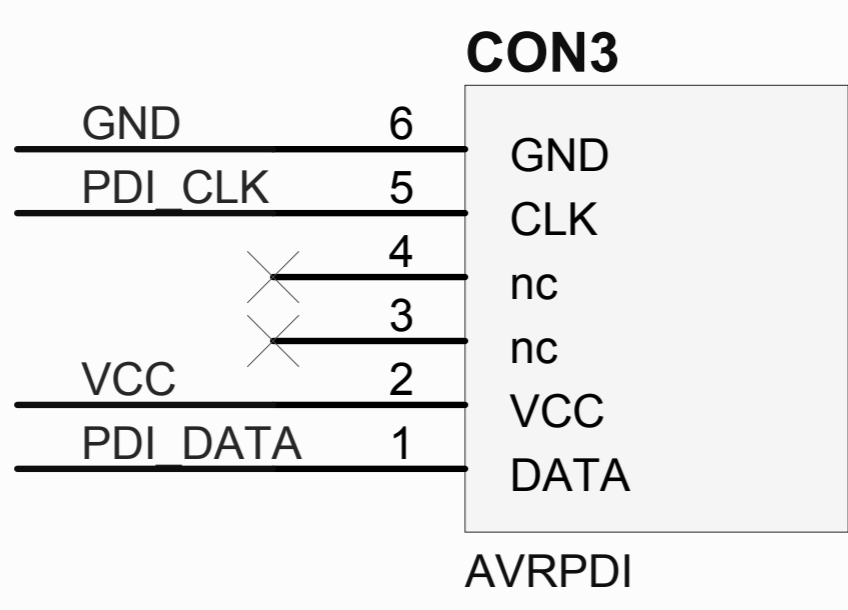 CON3
GND 6 GND
PDI_CLK 5 CLK
4 nc
3 nc
VCC 2 VCC
PDI_DATA 1 DATA
AVRPDI